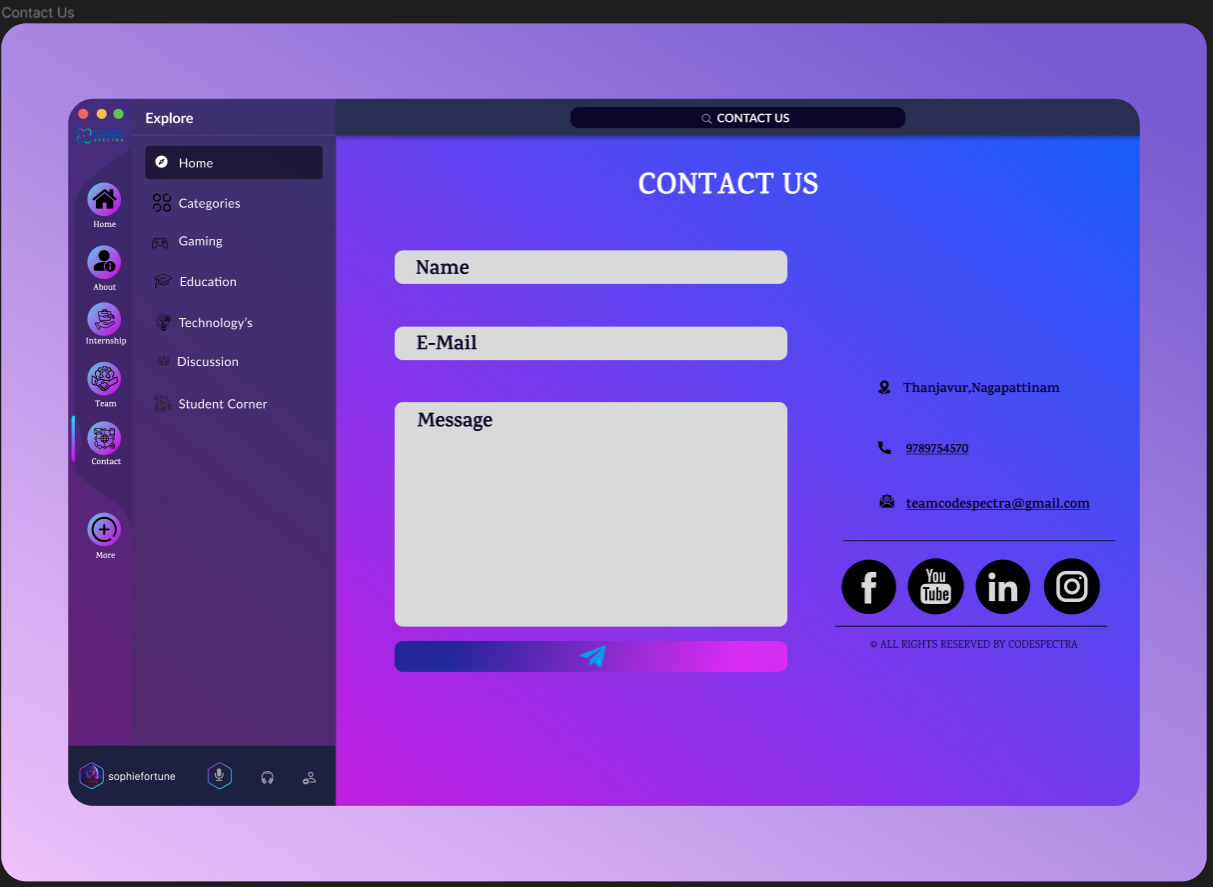 Contact Us
CODE
SPECTRA
Explore
CONTACT US
Home
Categories
Gaming
Education
Technology's
Discussion
Student Corner
Home
About
Internship
Team
Contact
More
sophiefortune
CONTACT US
Name
E-Mail
Message
Thanjavur,Nagapattinam
9789754570
teamcodespectra@gmail.com
f
You
Tube
in
© ALL RIGHTS RESERVED BY CODESPECTRA